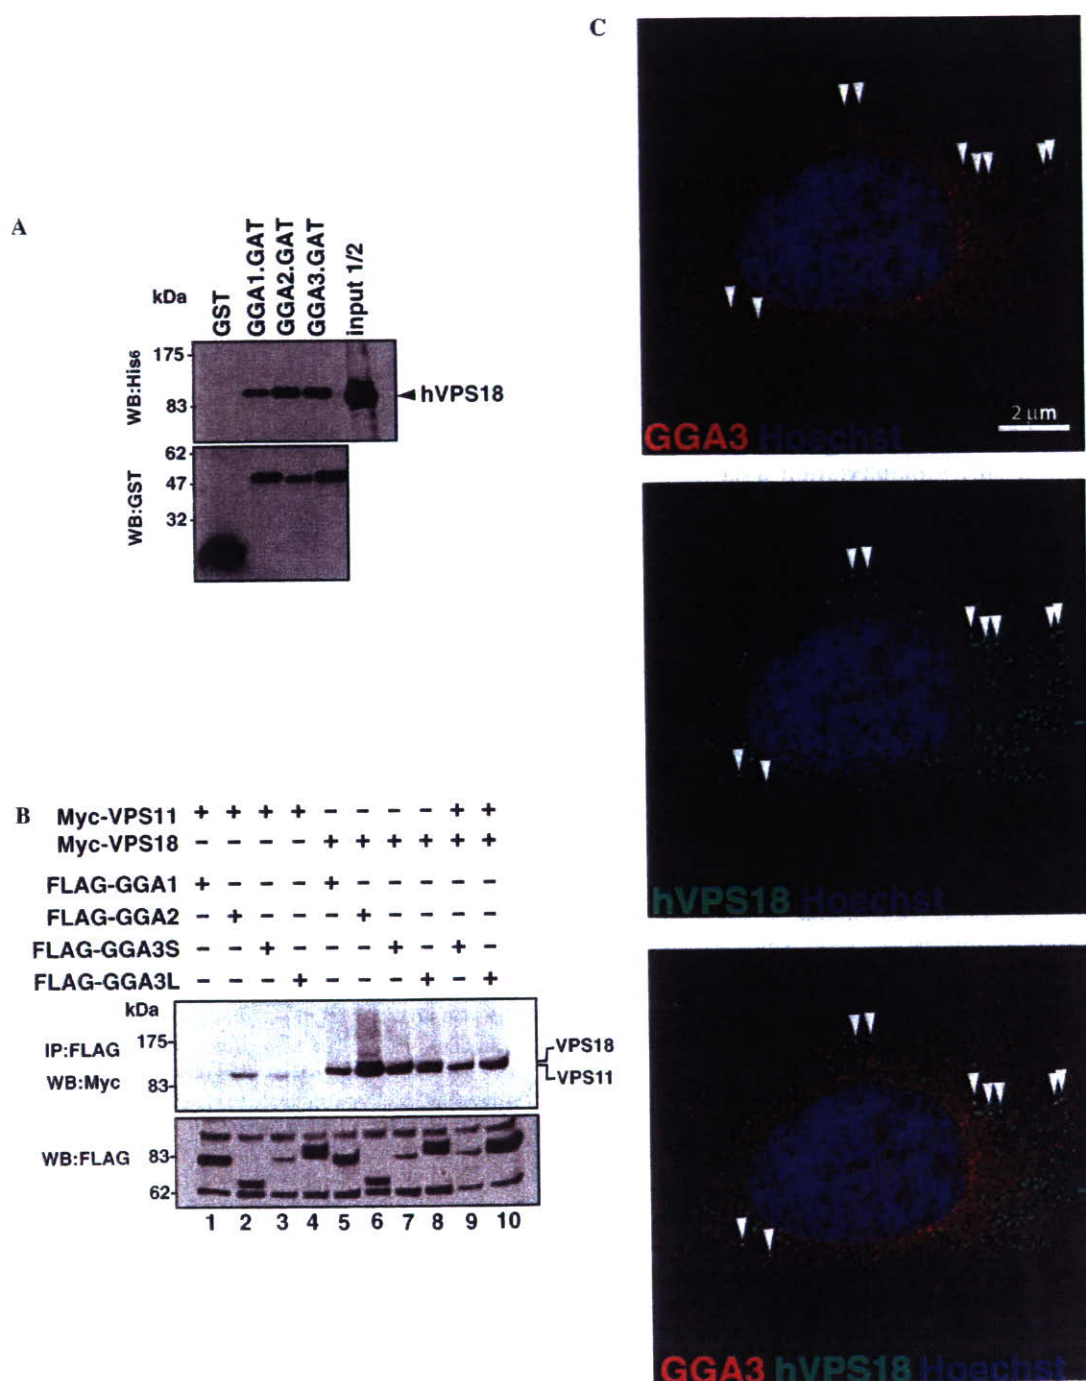 A
kDa
GST
GGA1.GAT
GGA2.GAT
GGA3.GAT
input 1/2
WB:His6
175
83
hVPS18
WB:GST
62
47
32
B
Myc-VPS11 + + + + - - - - + +
Myc-VPS18 - - - - + + + + + +
FLAG-GGA1 + - - - + - - - - -
FLAG-GGA2 - + - - - + - - - -
FLAG-GGA3S - - + - - - + - + -
FLAG-GGA3L - - - + - - - + - +
kDa
IP:FLAG
WB:Myc
175
83
VPS18
VPS11
WB:FLAG
83
62
1 2 3 4 5 6 7 8 9 10
C
2 μm
GGA3 Hoechst
hVPS18 Hoechst
GGA3 hVPS18 Hoechst